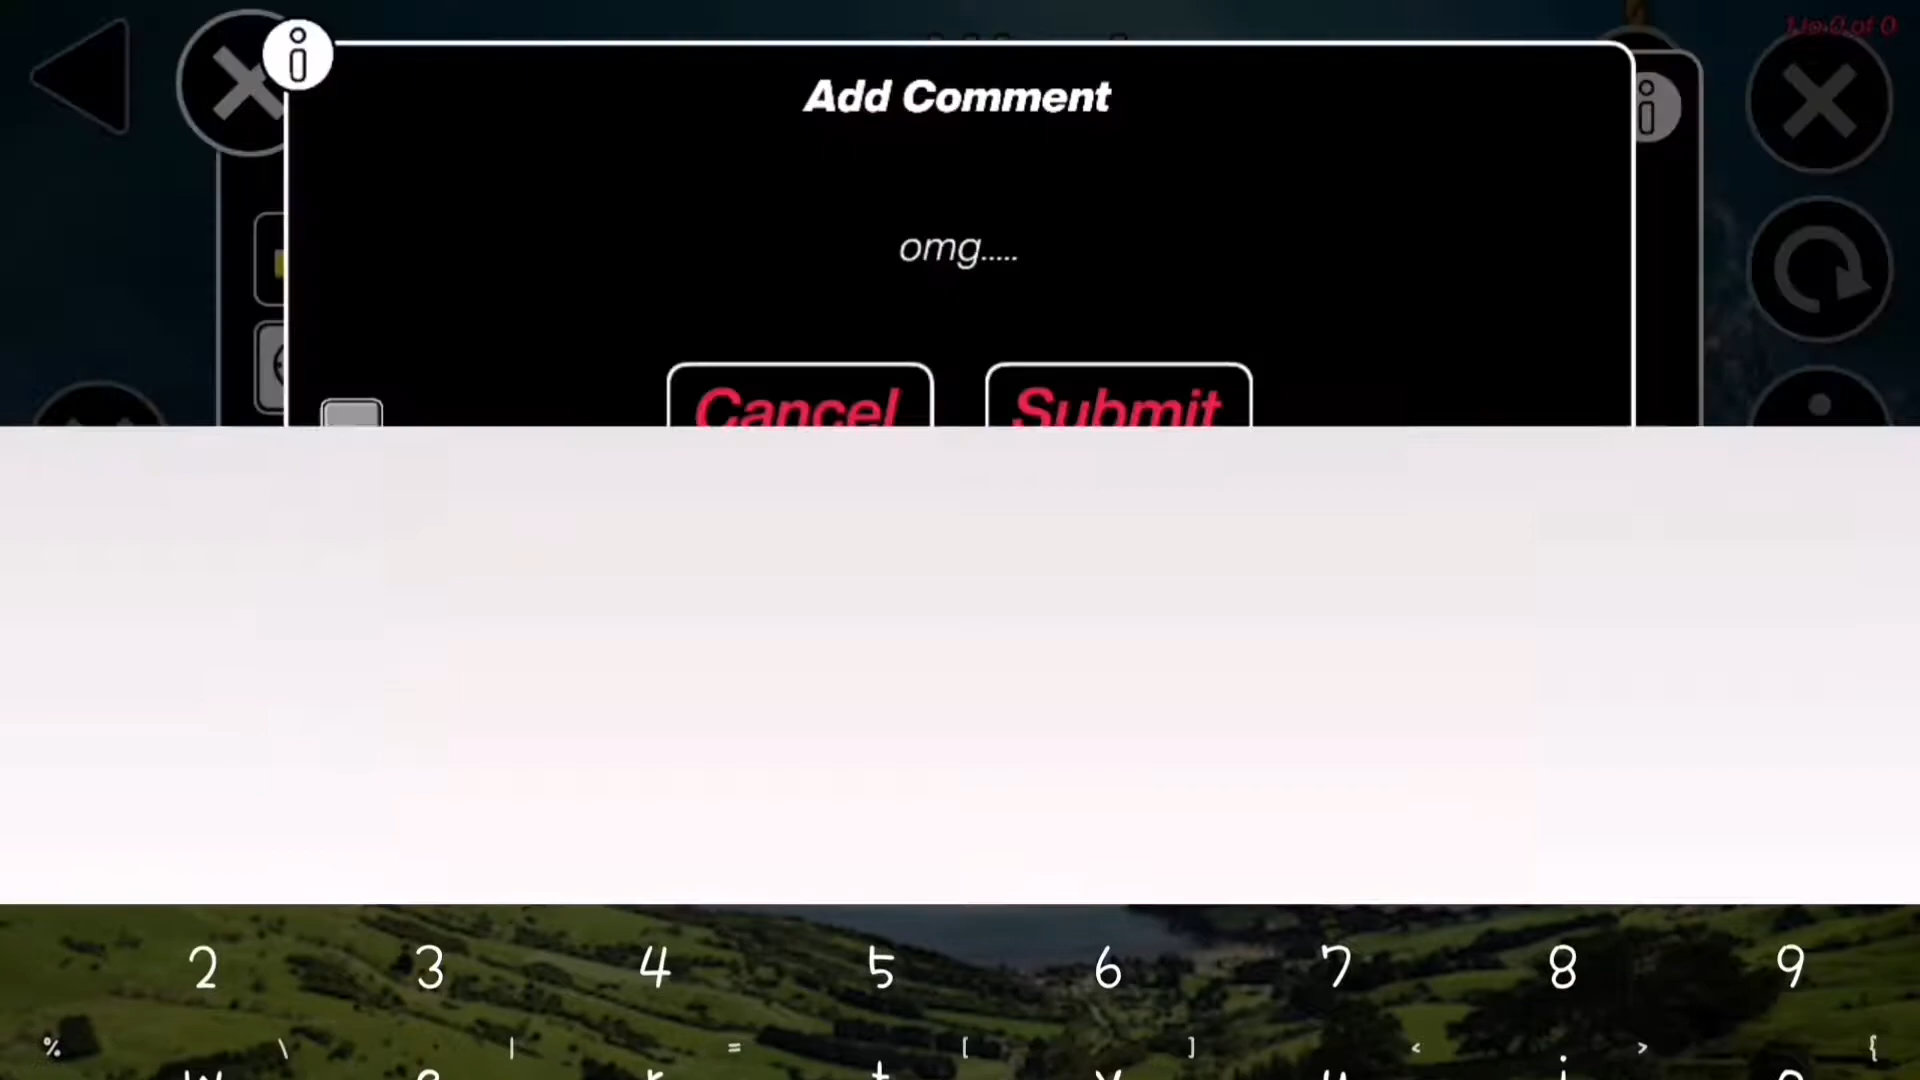 Add Comment
omg.....
Cancel Submit
2 3 4 5 6 7 8 9
% \ | = [ ] < > {
w e r t y u i o